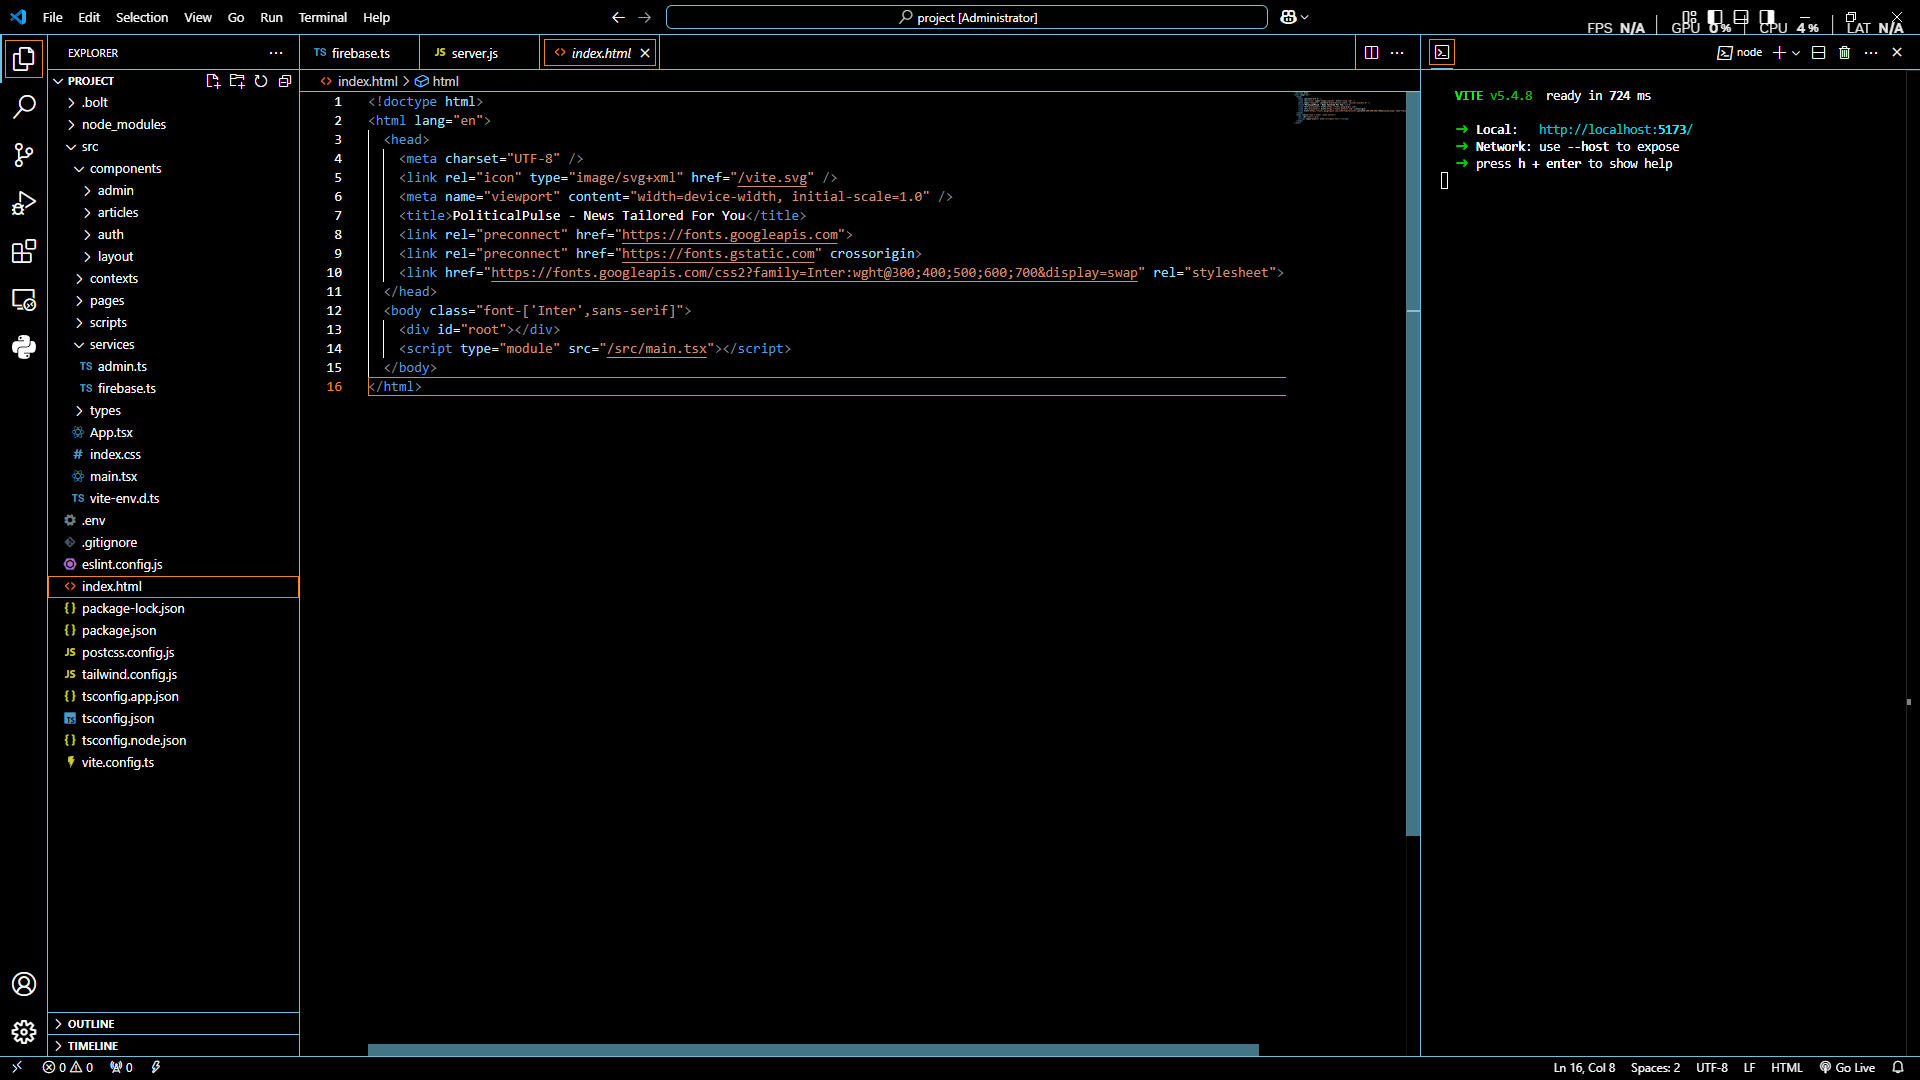 File Edit Selection View Go Run Terminal Help
project [Administrator]
FPS N/A GPU 0% CPU 4% LAT N/A
EXPLORER
PROJECT
.bolt
node_modules
src
components
admin
articles
auth
layout
contexts
pages
scripts
services
TS admin.ts
TS firebase.ts
types
App.tsx
# index.css
main.tsx
TS vite-env.d.ts
.env
.gitignore
eslint.config.js
<> index.html
{} package-lock.json
{} package.json
JS postcss.config.js
JS tailwind.config.js
{} tsconfig.app.json
TS tsconfig.json
{} tsconfig.node.json
vite.config.ts
OUTLINE
TIMELINE
TS firebase.ts JS server.js <> index.html
<> index.html > html
1 <!doctype html>
2 <html lang="en">
3 <head>
4 <meta charset="UTF-8" />
5 <link rel="icon" type="image/svg+xml" href="/vite.svg" />
6 <meta name="viewport" content="width=device-width, initial-scale=1.0" />
7 <title>PoliticalPulse - News Tailored For You</title>
8 <link rel="preconnect" href="https://fonts.googleapis.com">
9 <link rel="preconnect" href="https://fonts.gstatic.com" crossorigin>
10 <link href="https://fonts.googleapis.com/css2?family=Inter:wght@300;400;500;600;700&display=swap" rel="stylesheet">
11 </head>
12 <body class="font-['Inter',sans-serif]">
13 <div id="root"></div>
14 <script type="module" src="/src/main.tsx"></script>
15 </body>
16 </html>
node
VITE v5.4.8 ready in 724 ms
➜ Local: http://localhost:5173/
➜ Network: use --host to expose
➜ press h + enter to show help
0 0 0
Ln 16, Col 8 Spaces: 2 UTF-8 LF HTML Go Live